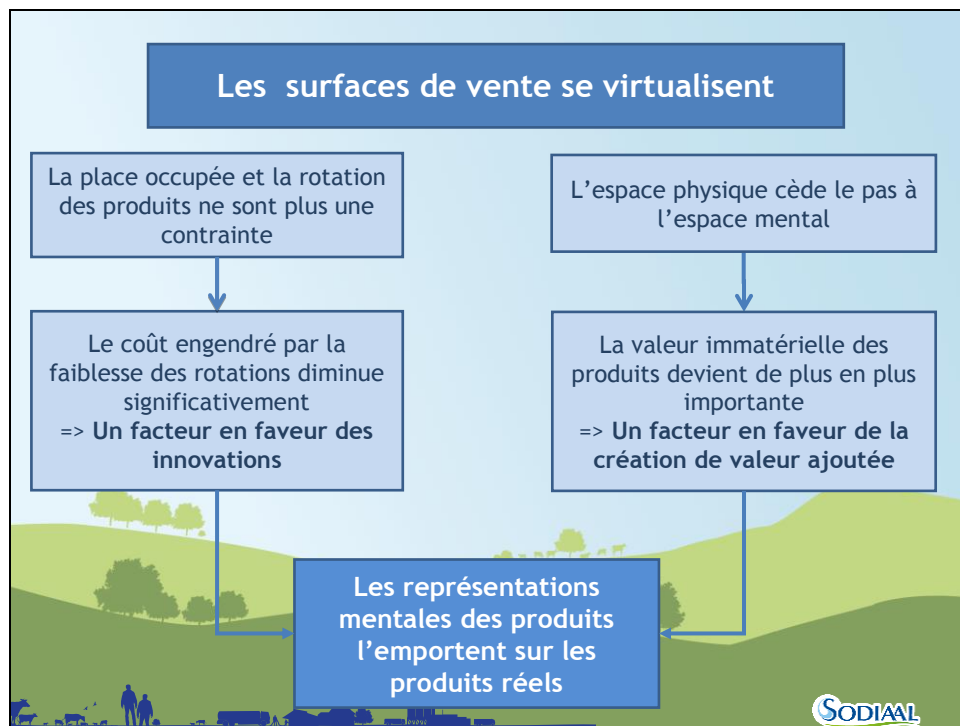 Les surfaces de vente se virtualisent
La place occupée et la rotation
des produits ne sont plus une
contrainte
L'espace physique cède le pas à
l'espace mental
Le coût engendré par la
faiblesse des rotations diminue
significativement
=> Un facteur en faveur des
innovations
La valeur immatérielle des
produits devient de plus en plus
importante
=> Un facteur en faveur de la
création de valeur ajoutée
Les représentations
mentales des produits
l'emportent sur les
produits réels
SODIAAL